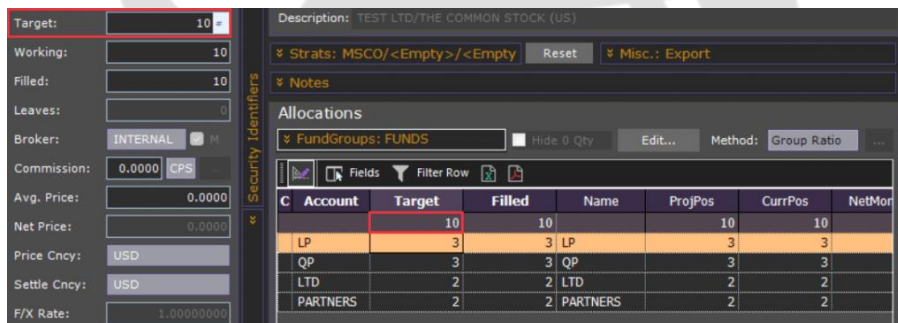 Target: 10 =
Working: 10
Filled: 10
Leaves: 0
Broker: INTERNAL M
Commission: 0.0000 CPS ...
Avg. Price: 0.0000
Net Price: 0.0000
Price Cncy: USD
Settle Cncy: USD
F/X Rate: 1.00000000
Security Identifiers
Description: TEST LTD/THE COMMON STOCK (US)
Strats: MSCO/<Empty>/<Empty Reset Misc.: Export
Notes
Allocations
FundGroups: FUNDS Hide 0 Qty Edit... Method: Group Ratio ...
Fields Filter Row
C Account Target Filled Name ProjPos CurrPos NetMor
10 10 10 10
LP 3 3 LP 3 3
QP 3 3 QP 3 3
LTD 2 2 LTD 2 2
PARTNERS 2 2 PARTNERS 2 2